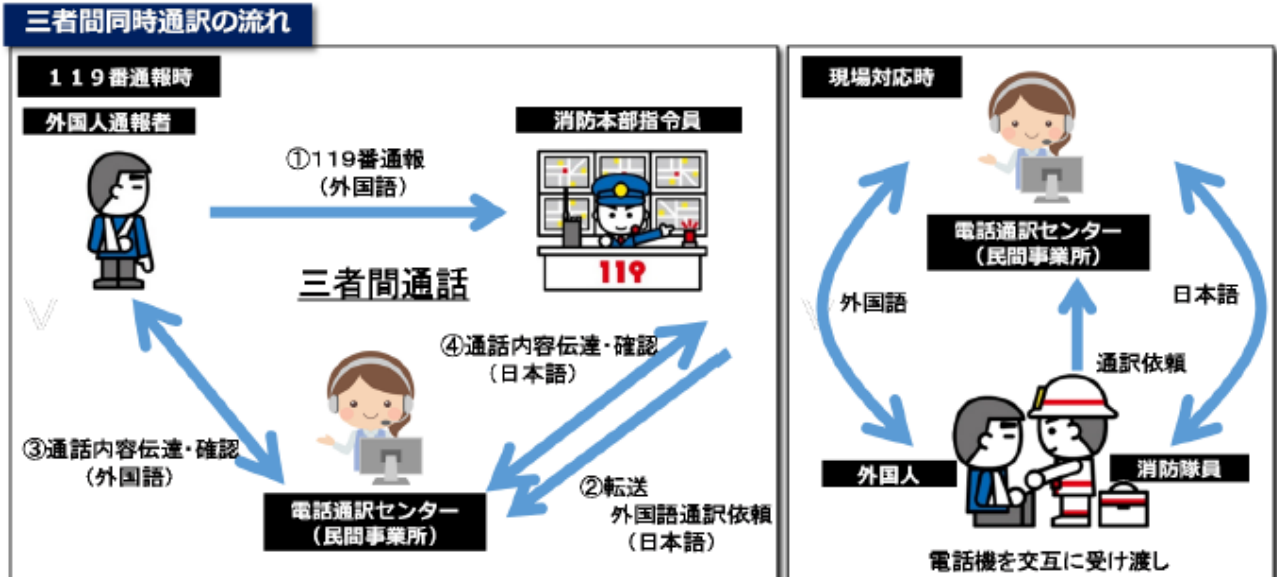 三者間同時通訳の流れ
１１９番通報時
外国人通報者
消防本部指令員
①119番通報
（外国語）
119
三者間通話
④通話内容伝達・確認
（日本語）
③通話内容伝達・確認
（外国語）
②転送
外国語通訳依頼
（日本語）
電話通訳センター
（民間事業所）
現場対応時
電話通訳センター
（民間事業所）
外国語
日本語
通訳依頼
外国人
消防隊員
電話機を交互に受け渡し